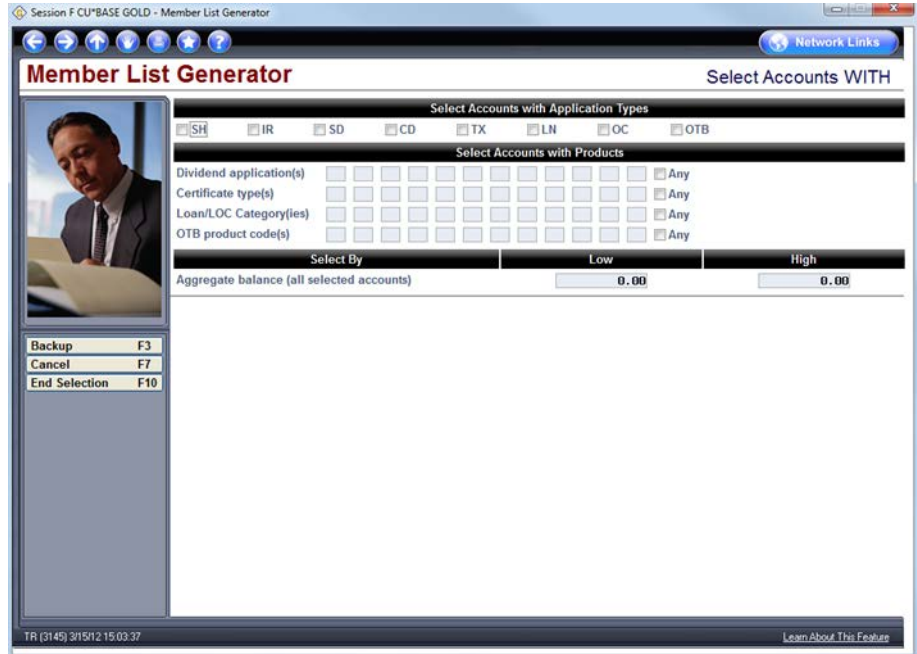 Session F CU*BASE GOLD - Member List Generator
Network Links
Member List Generator
Select Accounts WITH
Select Accounts with Application Types
SH IR SD CD TX LN OC OTB
Select Accounts with Products
Dividend application(s) Any
Certificate type(s) Any
Loan/LOC Category(ies) Any
OTB product code(s) Any
Select By Low High
Aggregate balance (all selected accounts) 0.00 0.00
Backup F3
Cancel F7
End Selection F10
TR (3145) 3/15/12 15:03:37
Learn About This Feature